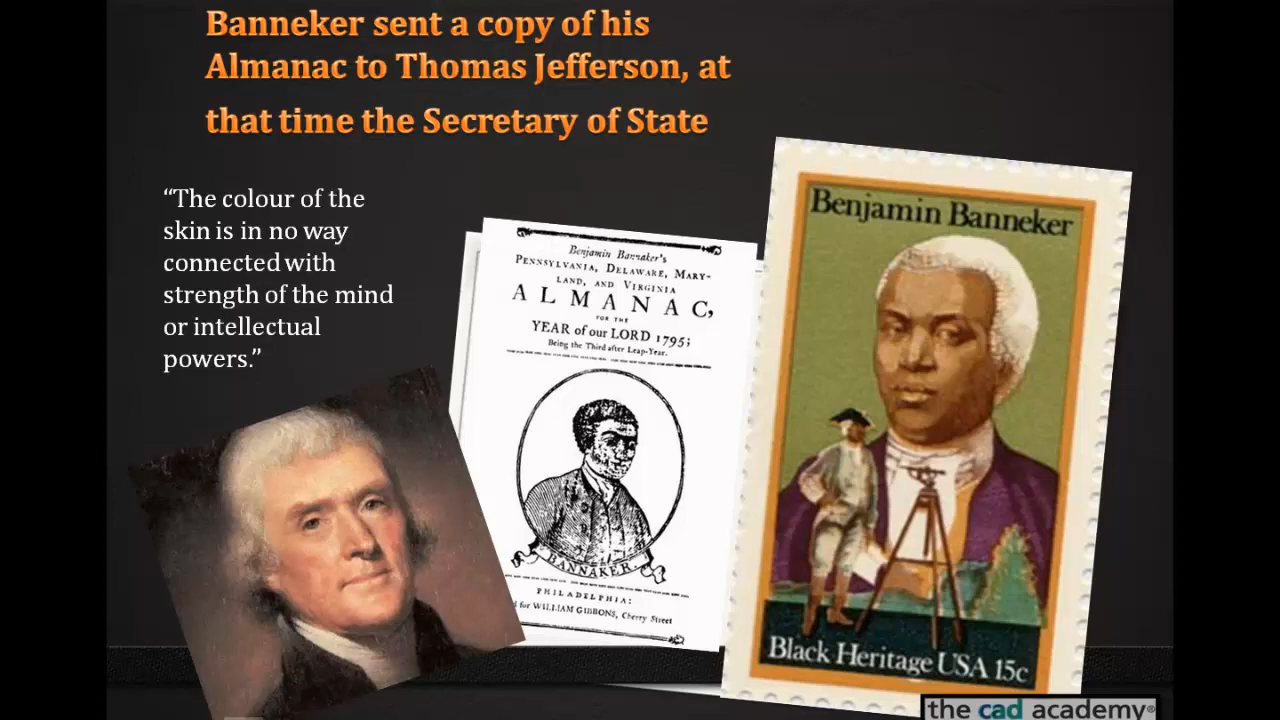 Banneker sent a copy of his
Almanac to Thomas Jefferson, at
that time the Secretary of State
“The colour of the
skin is in no way
connected with
strength of the mind
or intellectual
powers.”
Benjamin Bannaker's
PENNSYLVANIA, DELAWARE, MARY-
LAND, AND VIRGINIA
ALMANAC,
FOR THE
YEAR of our LORD 1795;
Being the Third after Leap-Year.
BANNAKER.
PHILADELPHIA:
for WILLIAM GIBBONS, Cherry Street
Benjamin Banneker
Black Heritage USA 15c
the cad academy®